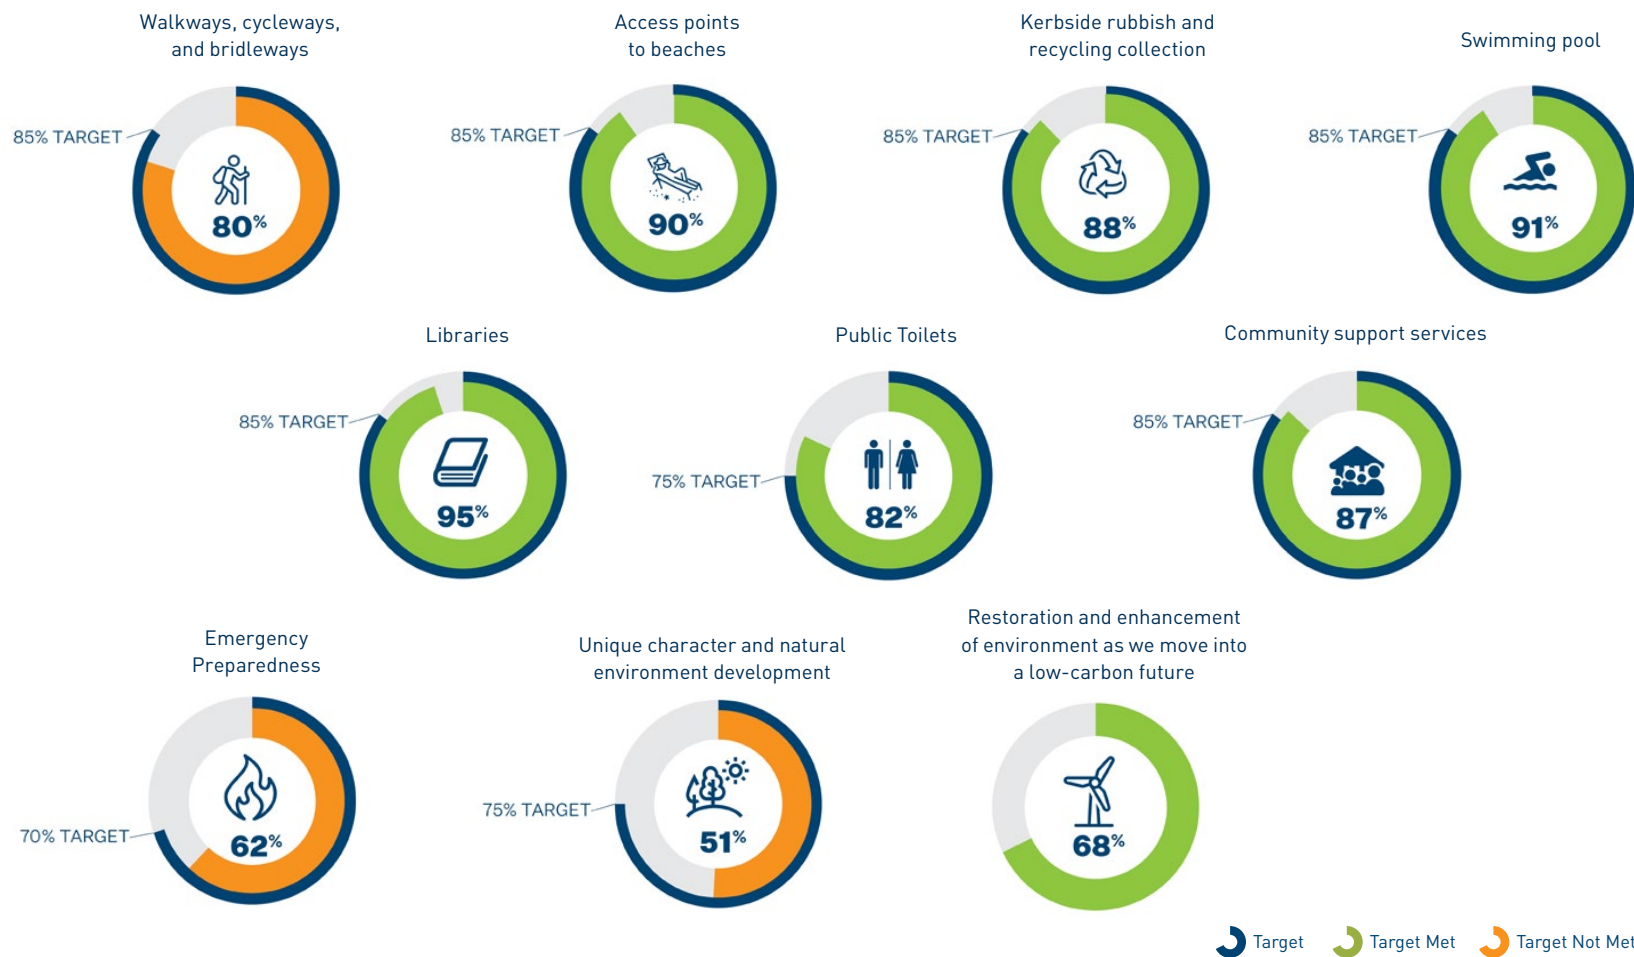 Walkways, cycleways,
and bridleways
85% TARGET
80%
Access points
to beaches
85% TARGET
90%
Kerbside rubbish and
recycling collection
85% TARGET
88%
Swimming pool
85% TARGET
91%
Libraries
85% TARGET
95%
Public Toilets
75% TARGET
82%
Community support services
85% TARGET
87%
Emergency
Preparedness
70% TARGET
62%
Unique character and natural
environment development
75% TARGET
51%
Restoration and enhancement
of environment as we move into
a low-carbon future
68%
Target
Target Met
Target Not Met